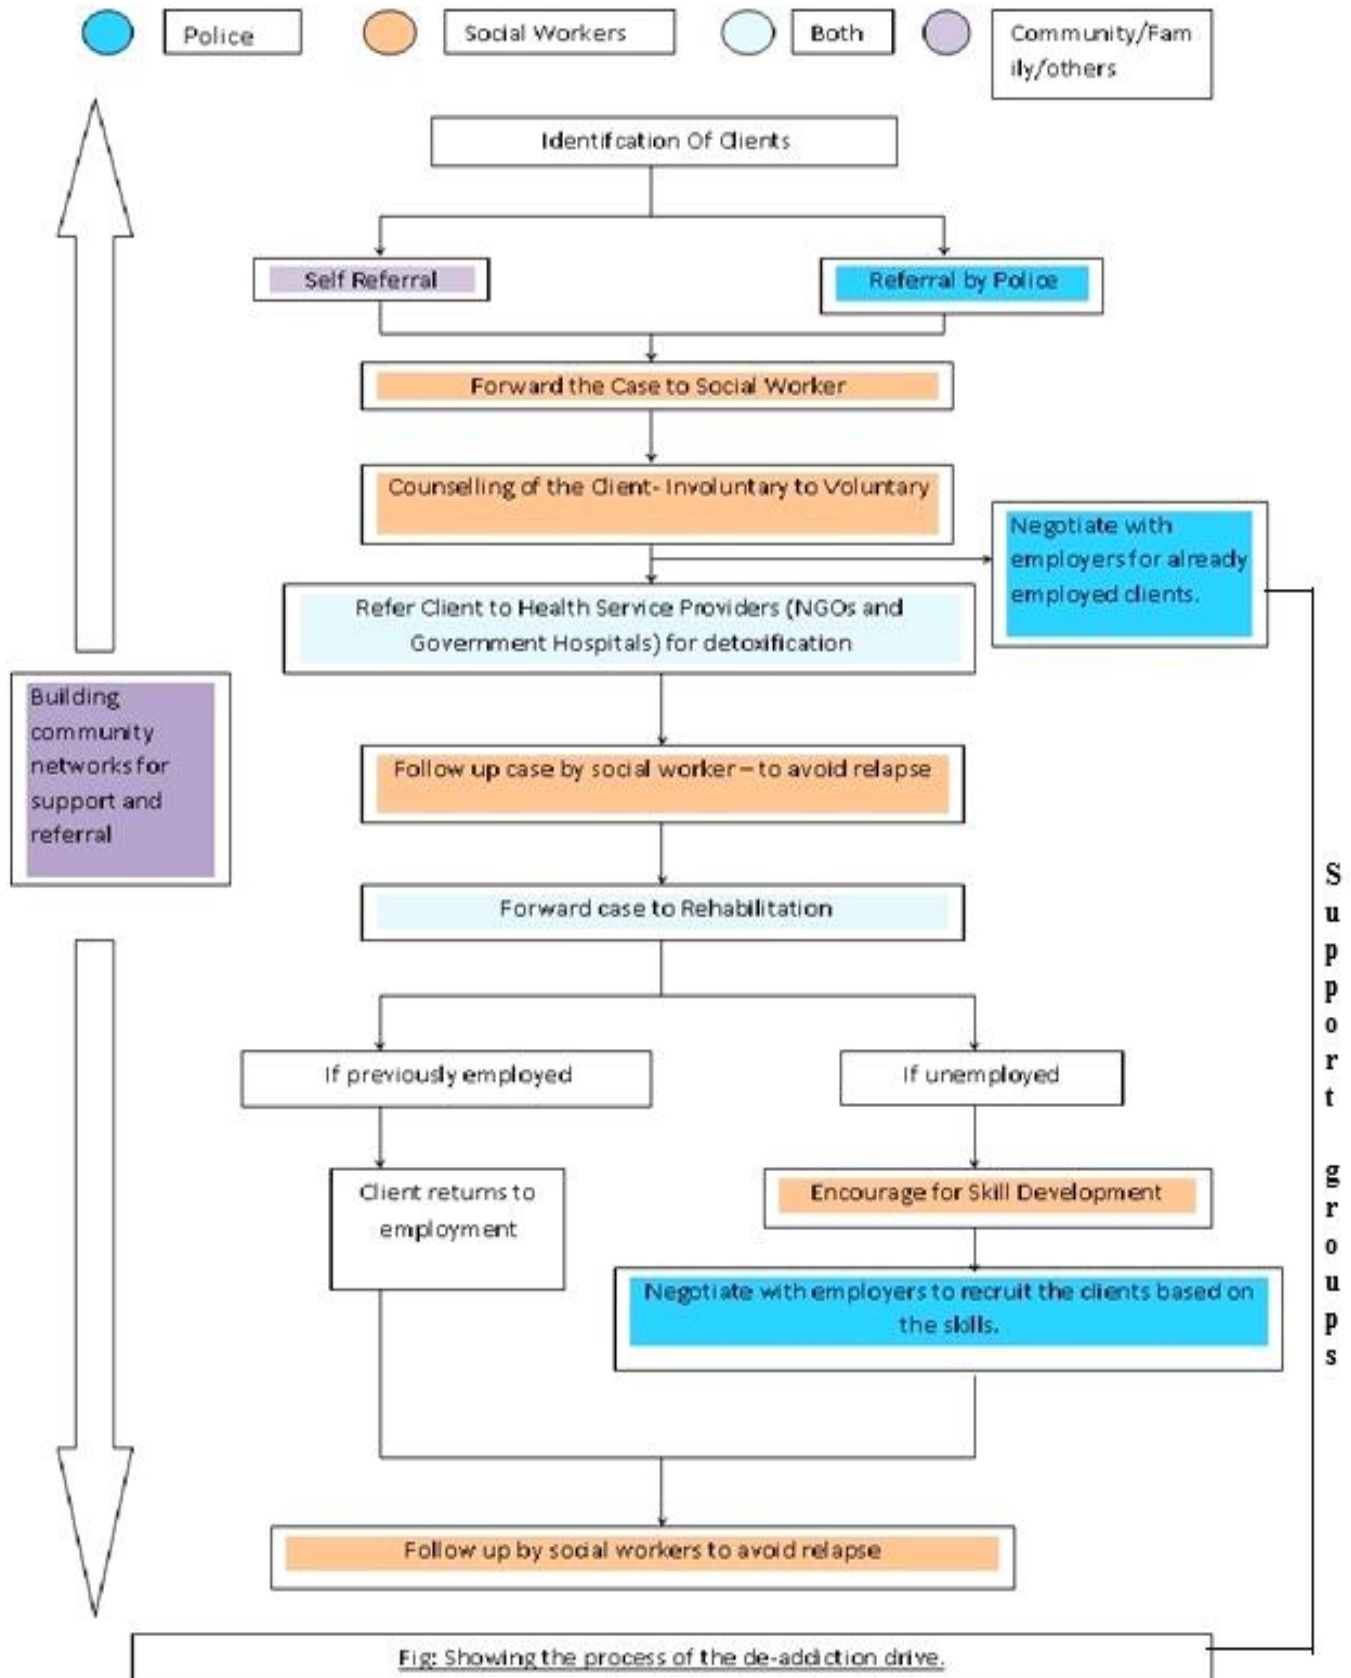 Police
Social Workers
Both
Community/Fam
ily/others
Identifcation Of Clients
Self Referral
Referral by Police
Forward the Case to Social Worker
Counselling of the Client- Involuntary to Voluntary
Negotiate with
employers for already
employed clients.
Refer Client to Health Service Providers (NGOs and
Government Hospitals) for detoxification
Building
community
networks for
support and
referral
Follow up case by social worker – to avoid relapse
Forward case to Rehabilitation
If previously employed
If unemployed
Client returns to
employment
Encourage for Skill Development
Negotiate with employers to recruit the clients based on
the skills.
Support groups
Follow up by social workers to avoid relapse
Fig: Showing the process of the de-addiction drive.